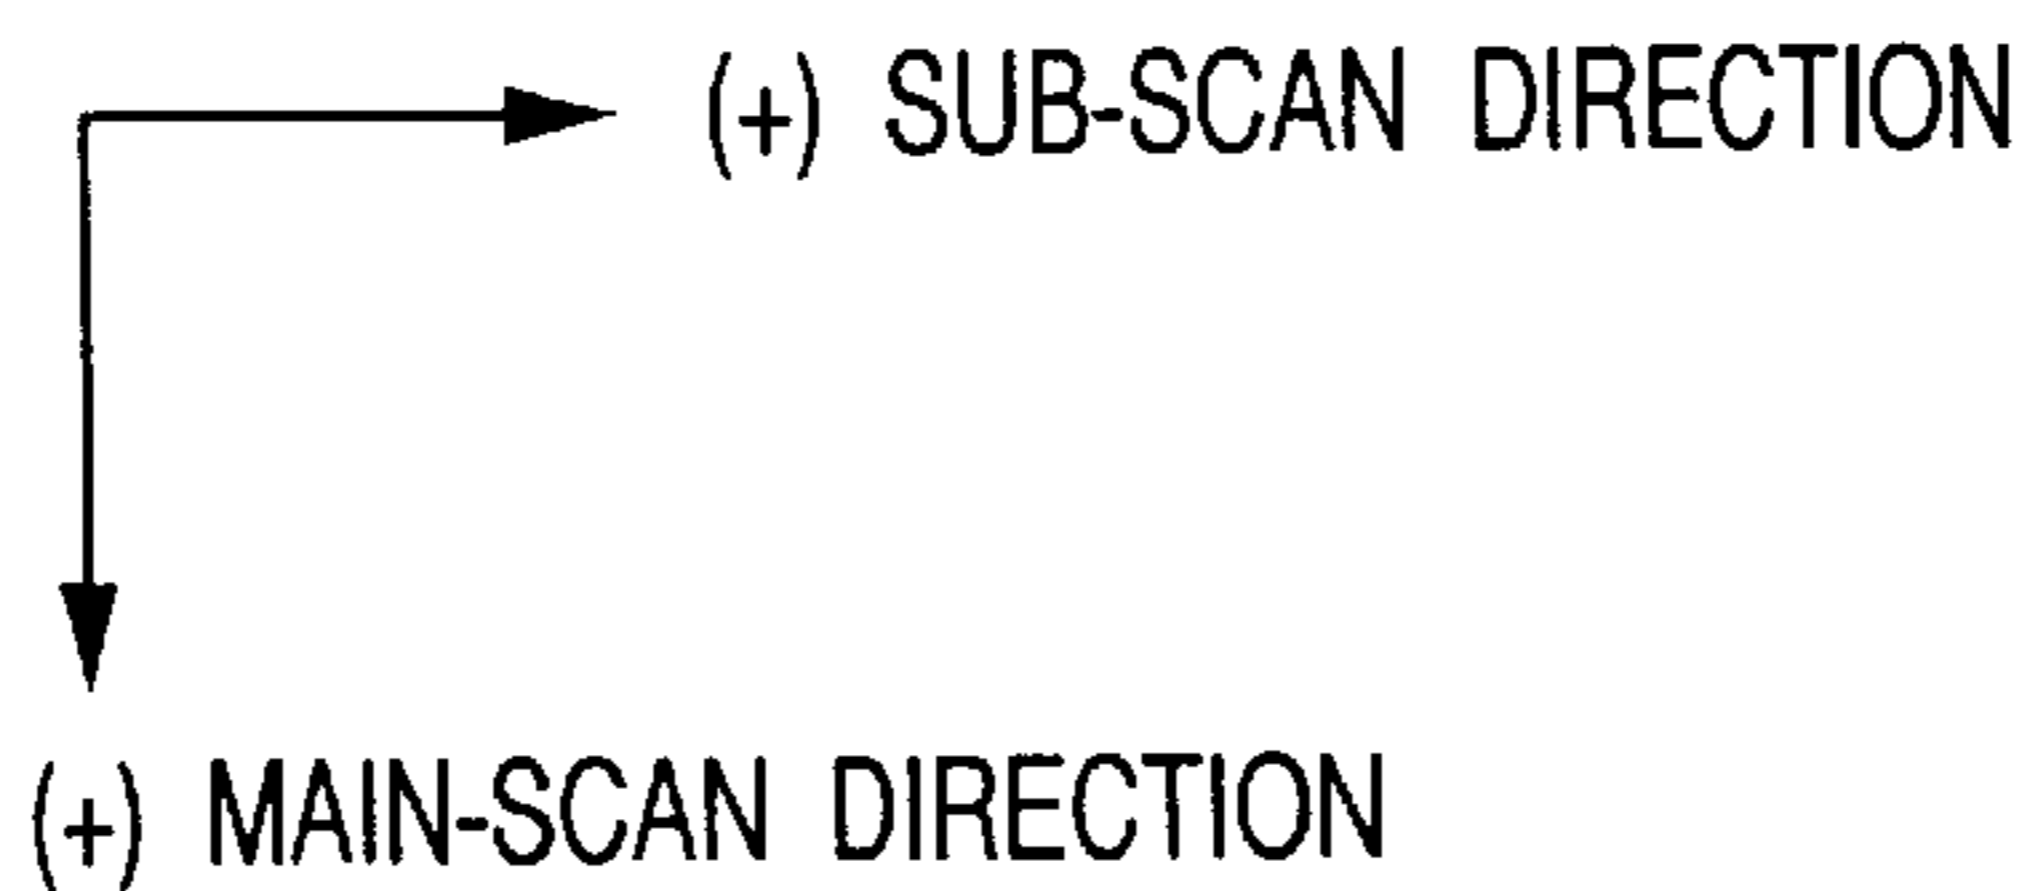 (+) SUB-SCAN DIRECTION
(+) MAIN-SCAN DIRECTION